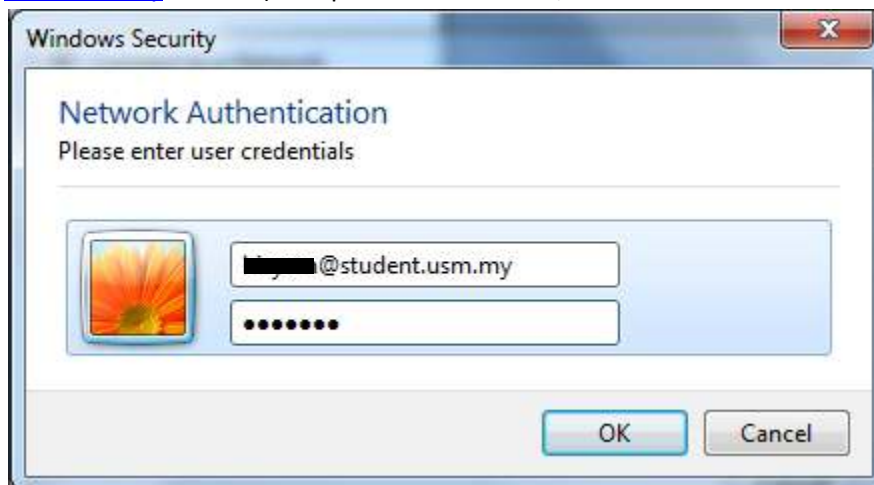 Windows Security
Network Authentication
Please enter user credentials
@student.usm.my
•••••••
OK
Cancel